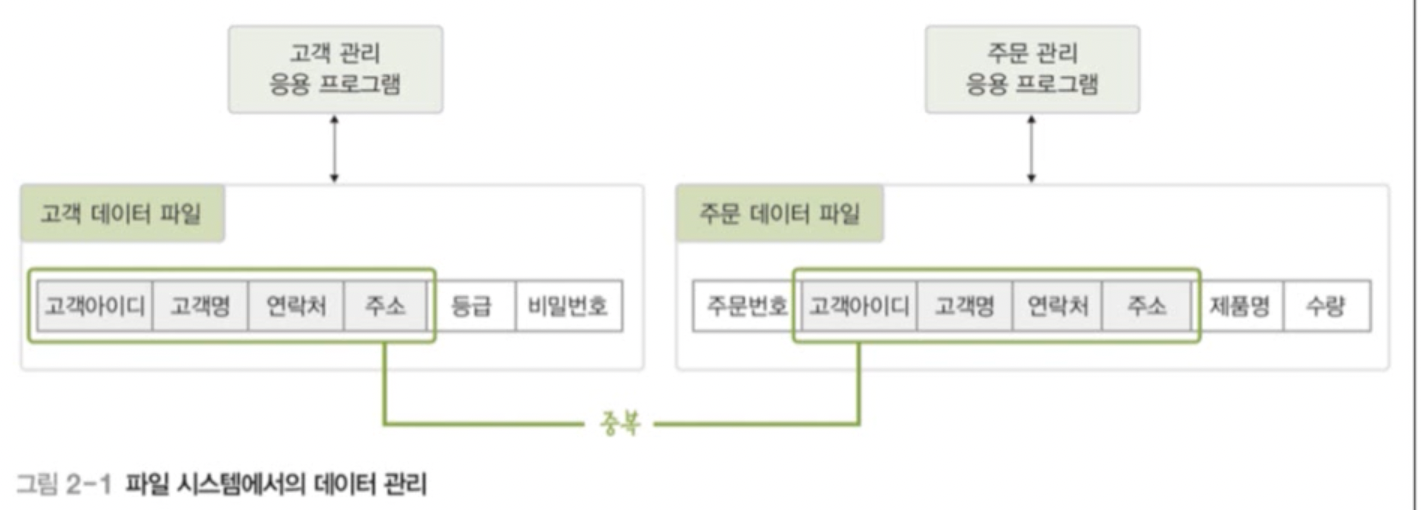 고객 관리
응용 프로그램
주문 관리
응용 프로그램
고객 데이터 파일
주문 데이터 파일
고객아이디 고객명 연락처 주소 등급 비밀번호
주문번호 고객아이디 고객명 연락처 주소 제품명 수량
중복
그림 2-1 파일 시스템에서의 데이터 관리